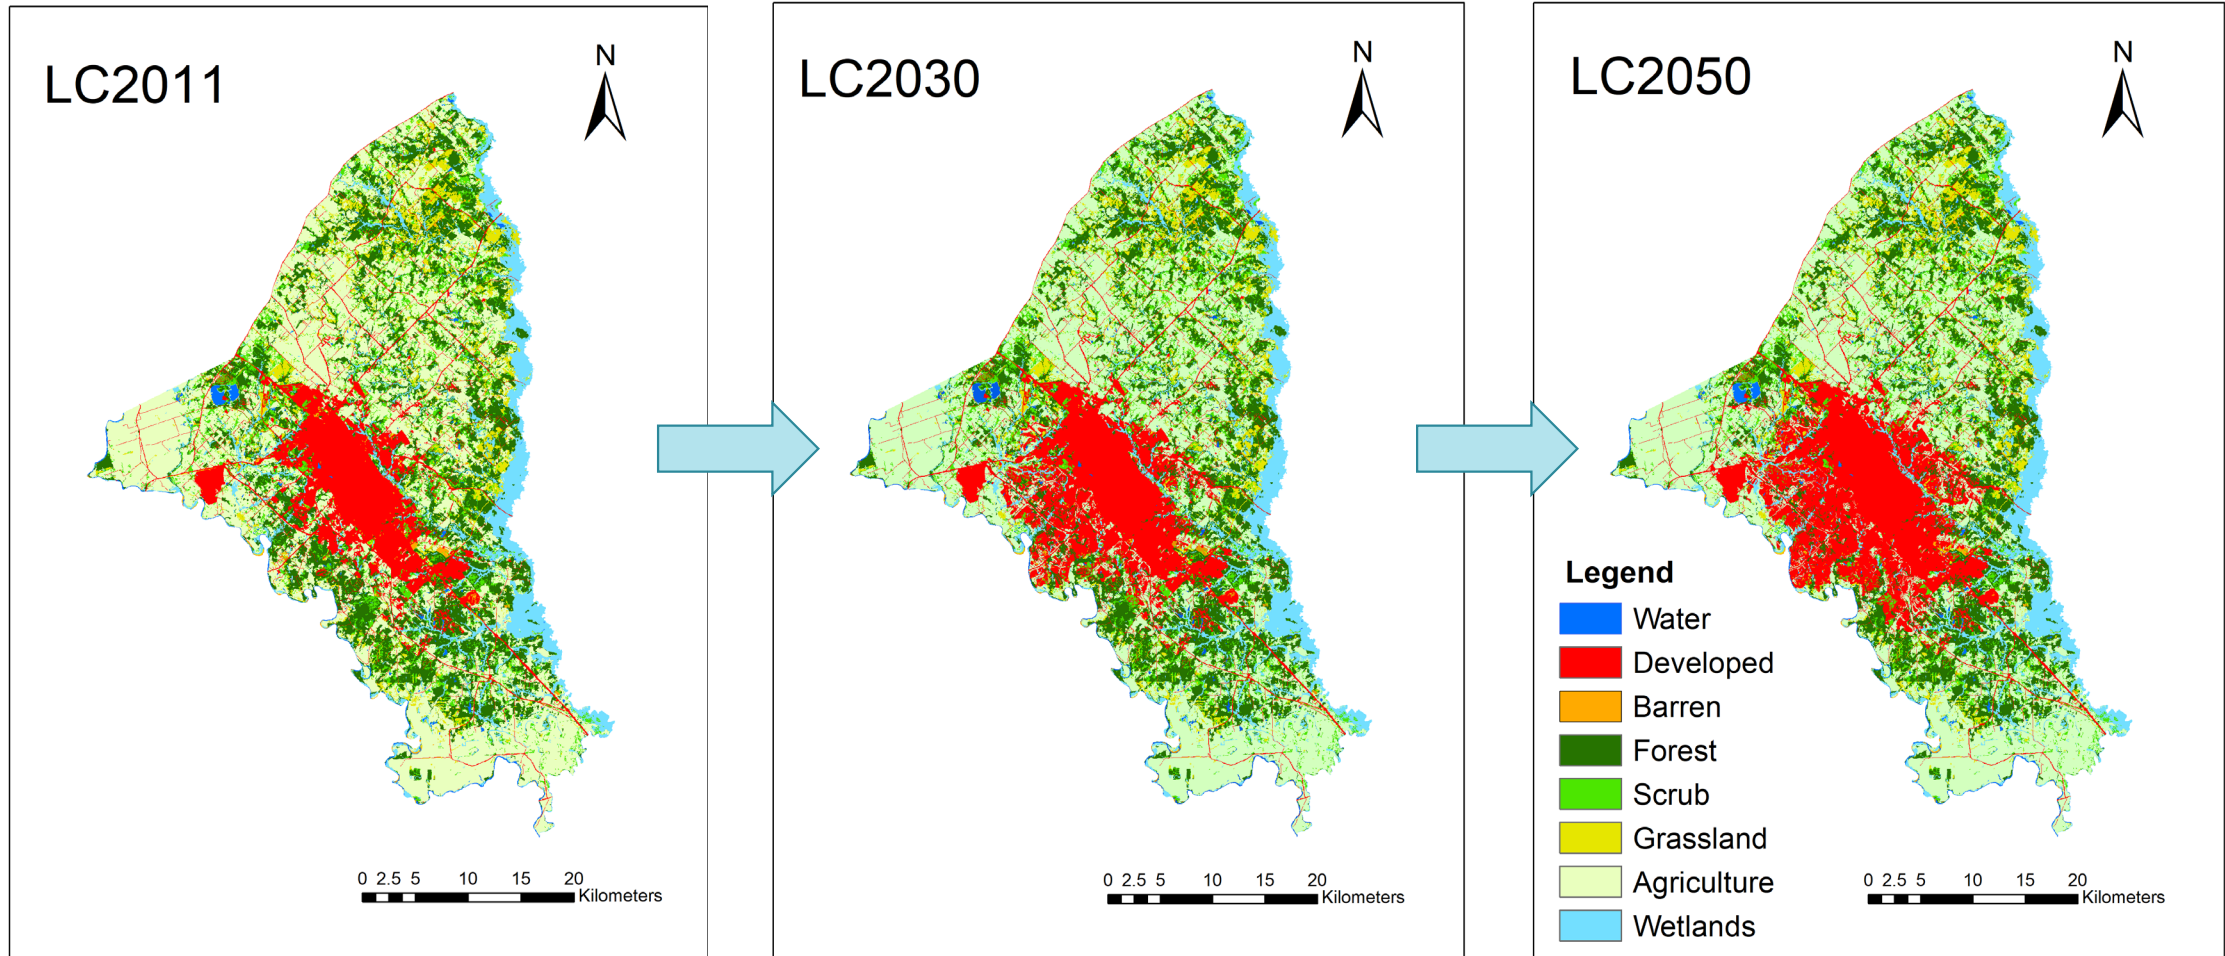 LC2011
N
0 2.5 5 10 15 20
Kilometers
LC2030
N
0 2.5 5 10 15 20
Kilometers
LC2050
N
Legend
Water
Developed
Barren
Forest
Scrub
Grassland
Agriculture
Wetlands
0 2.5 5 10 15 20
Kilometers